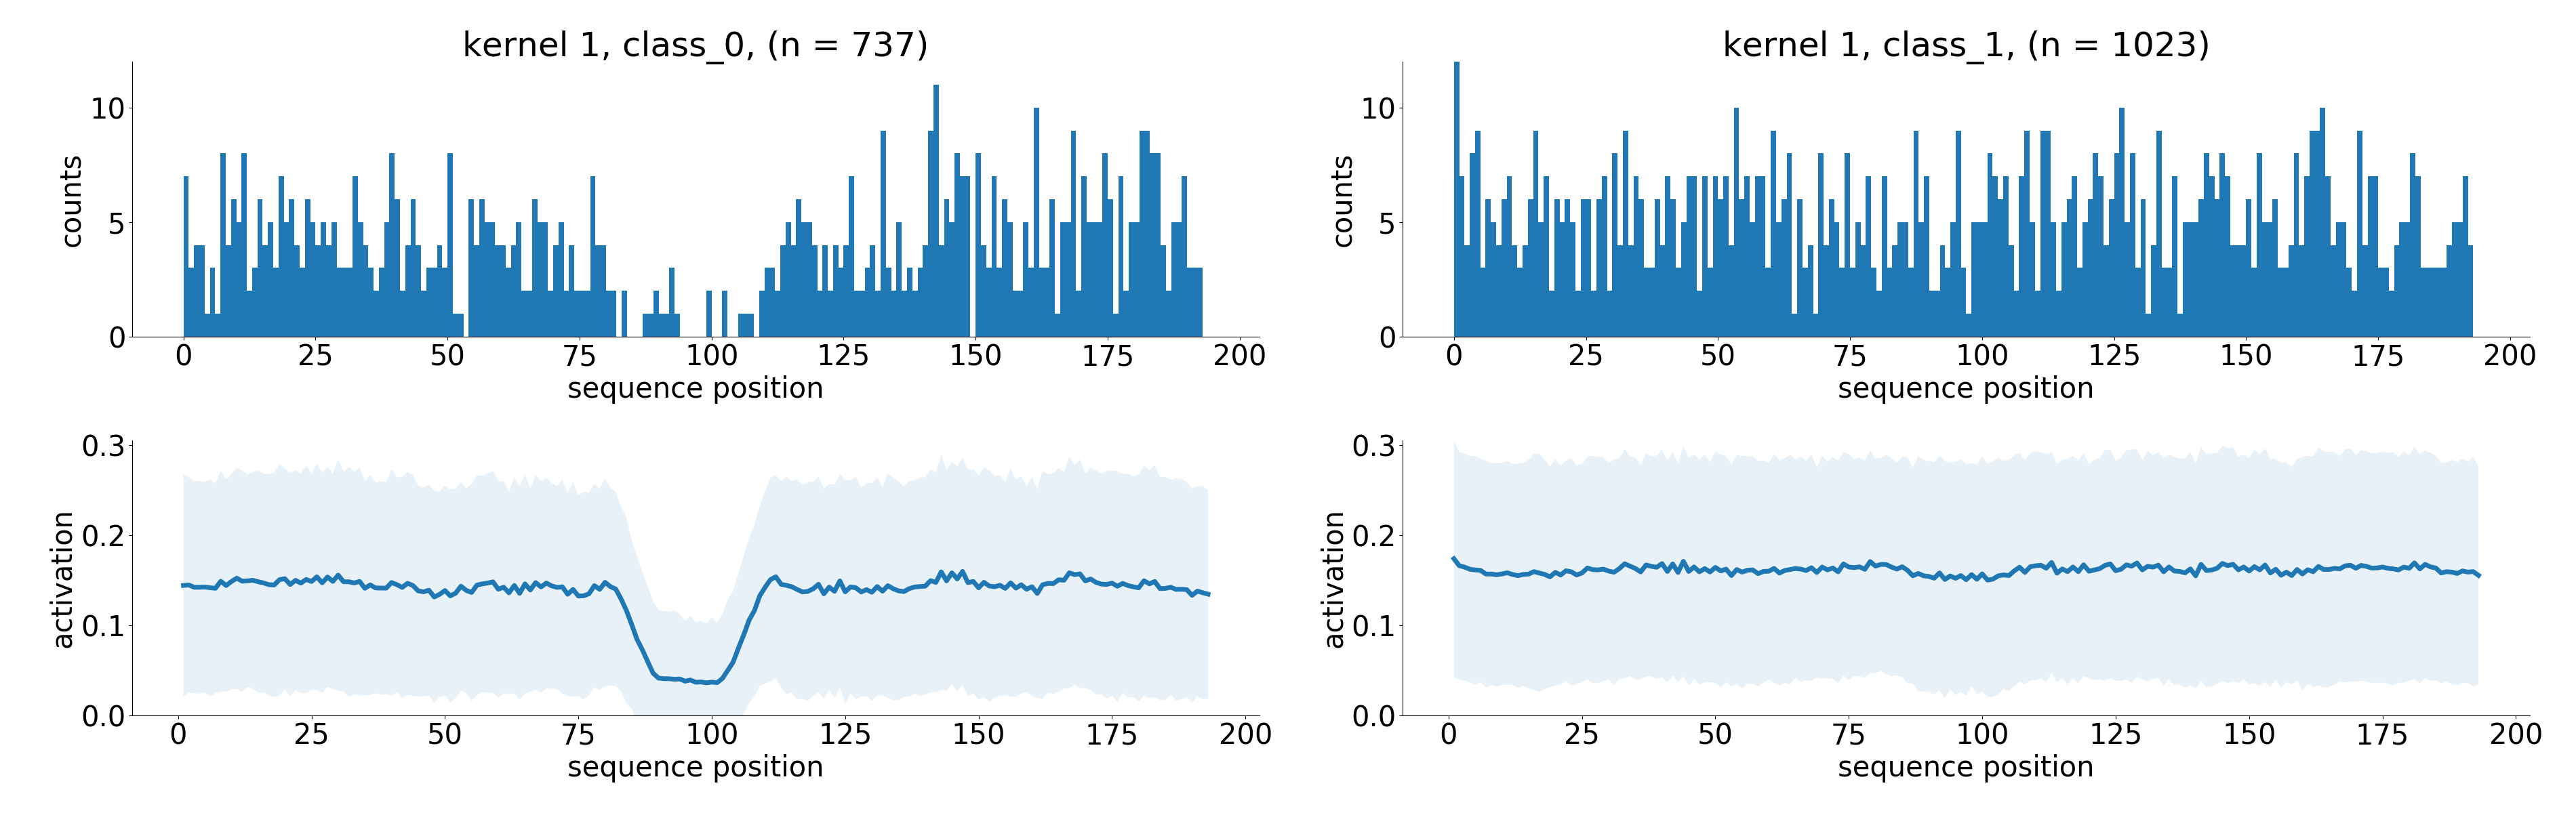 kernel 1, class_0, (n = 737)
10
5
0
counts
0 25 50 75 100 125 150 175 200
sequence position
kernel 1, class_1, (n = 1023)
10
5
0
counts
0 25 50 75 100 125 150 175 200
sequence position
0.3
0.2
0.1
0.0
activation
0 25 50 75 100 125 150 175 200
sequence position
0.3
0.2
0.1
0.0
activation
0 25 50 75 100 125 150 175 200
sequence position